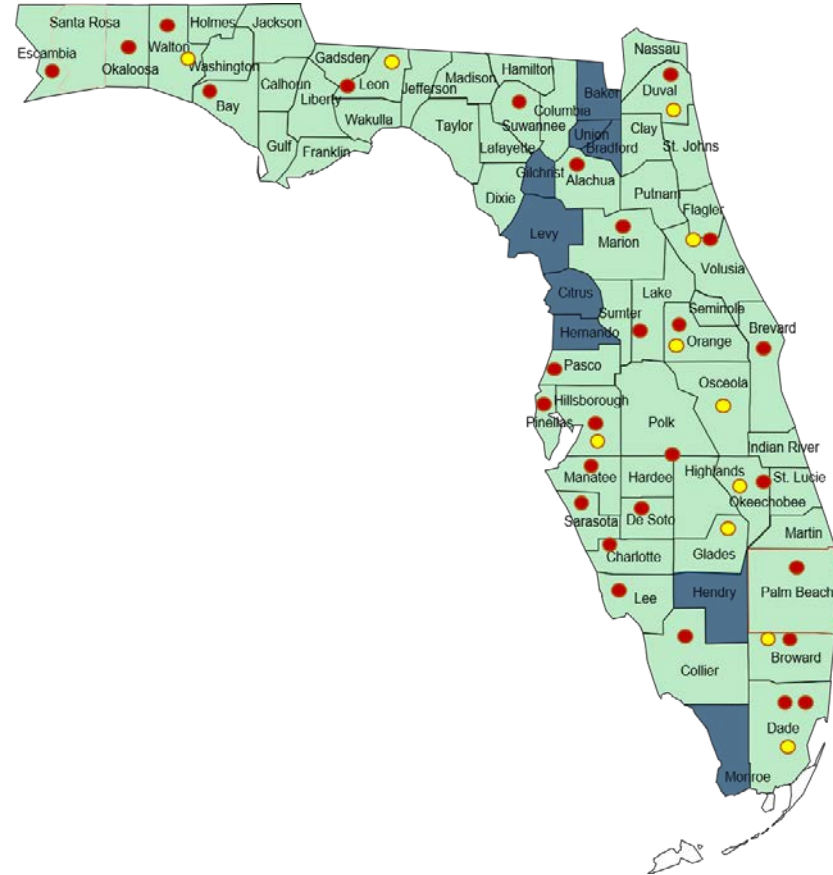 Santa Rosa
Holmes
Jackson
Escambia
Okaloosa
Walton
Washington
Bay
Calhoun
Gulf
Liberty
Franklin
Gadsden
Leon
Wakulla
Jefferson
Madison
Taylor
Hamilton
Columbia
Suwannee
Lafayette
Dixie
Baker
Union
Bradford
Gilchrist
Alachua
Nassau
Duval
Clay
St. Johns
Putnam
Flagler
Levy
Marion
Volusia
Citrus
Lake
Sumter
Seminole
Hernando
Orange
Brevard
Pasco
Osceola
Hillsborough
Pinellas
Polk
Indian River
Manatee
Hardee
Highlands
St. Lucie
Okeechobee
Sarasota
De Soto
Martin
Charlotte
Glades
Lee
Hendry
Palm Beach
Collier
Broward
Dade
Monroe